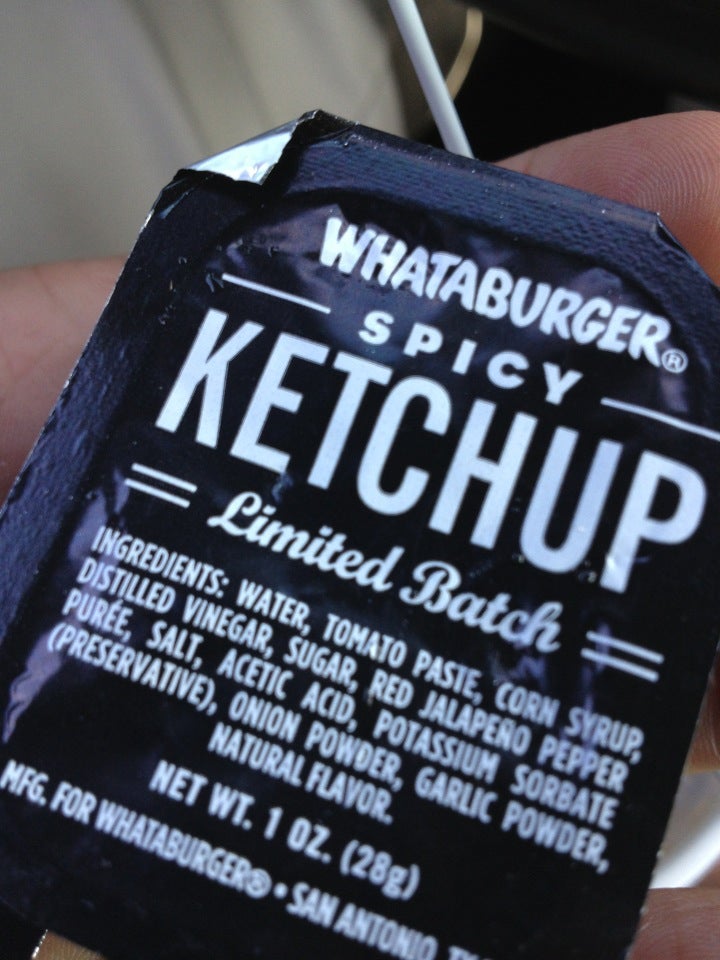 WHATABURGER®
SPICY
KETCHUP
Limited Batch
INGREDIENTS: WATER, TOMATO PASTE, CORN SYRUP,
DISTILLED VINEGAR, SUGAR, RED JALAPEÑO PEPPER
PURÉE, SALT, ACETIC ACID, POTASSIUM SORBATE
(PRESERVATIVE), ONION POWDER, GARLIC POWDER,
NATURAL FLAVOR.
NET WT. 1 OZ. (28g)
MFG. FOR WHATABURGER® • SAN ANTONIO,